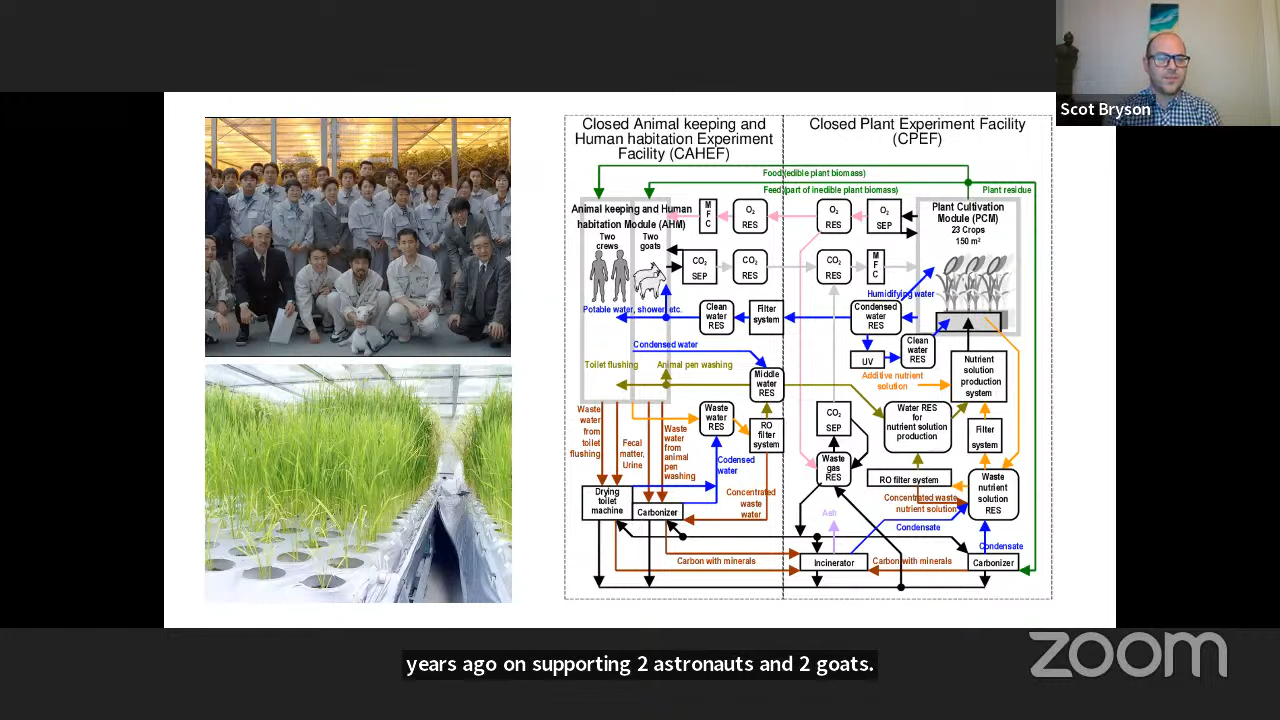 Scot Bryson
Closed Animal keeping and
Human habitation Experiment
Facility (CAHEF)
Closed Plant Experiment Facility
(CPEF)
Food (edible plant biomass)
Feed (part of inedible plant biomass)
Plant residue
Animal keeping and Human
habitation Module (AHM)
Two
crews
Two
goats
M
F
C
O₂
RES
O₂
RES
O₂
SEP
Plant Cultivation
Module (PCM)
23 Crops
150 m²
CO₂
SEP
CO₂
RES
CO₂
RES
M
F
C
Humidifying water
Potable water, shower, etc.
Clean
water
RES
Filter
system
Condensed
water
RES
Clean
water
RES
UV
Condensed water
Toilet flushing
Animal pen washing
Middle
water
RES
Additive nutrient
solution
Nutrient
solution
production
system
Waste
water
from
toilet
flushing
Fecal
matter,
Urine
Waste
water
from
animal
pen
washing
Waste
water
RES
RO
filter
system
CO₂
SEP
Water RES
for
nutrient solution
production
Filter
system
Codensed
water
Waste
gas
RES
RO filter system
Waste
nutrient
solution
RES
Concentrated
waste
water
Concentrated waste
nutrient solution
Drying
toilet
machine
Carbonizer
Ash
Condensate
Condensate
Carbon with minerals
Incinerator
Carbon with minerals
Carbonizer
years ago on supporting 2 astronauts and 2 goats.
zoom